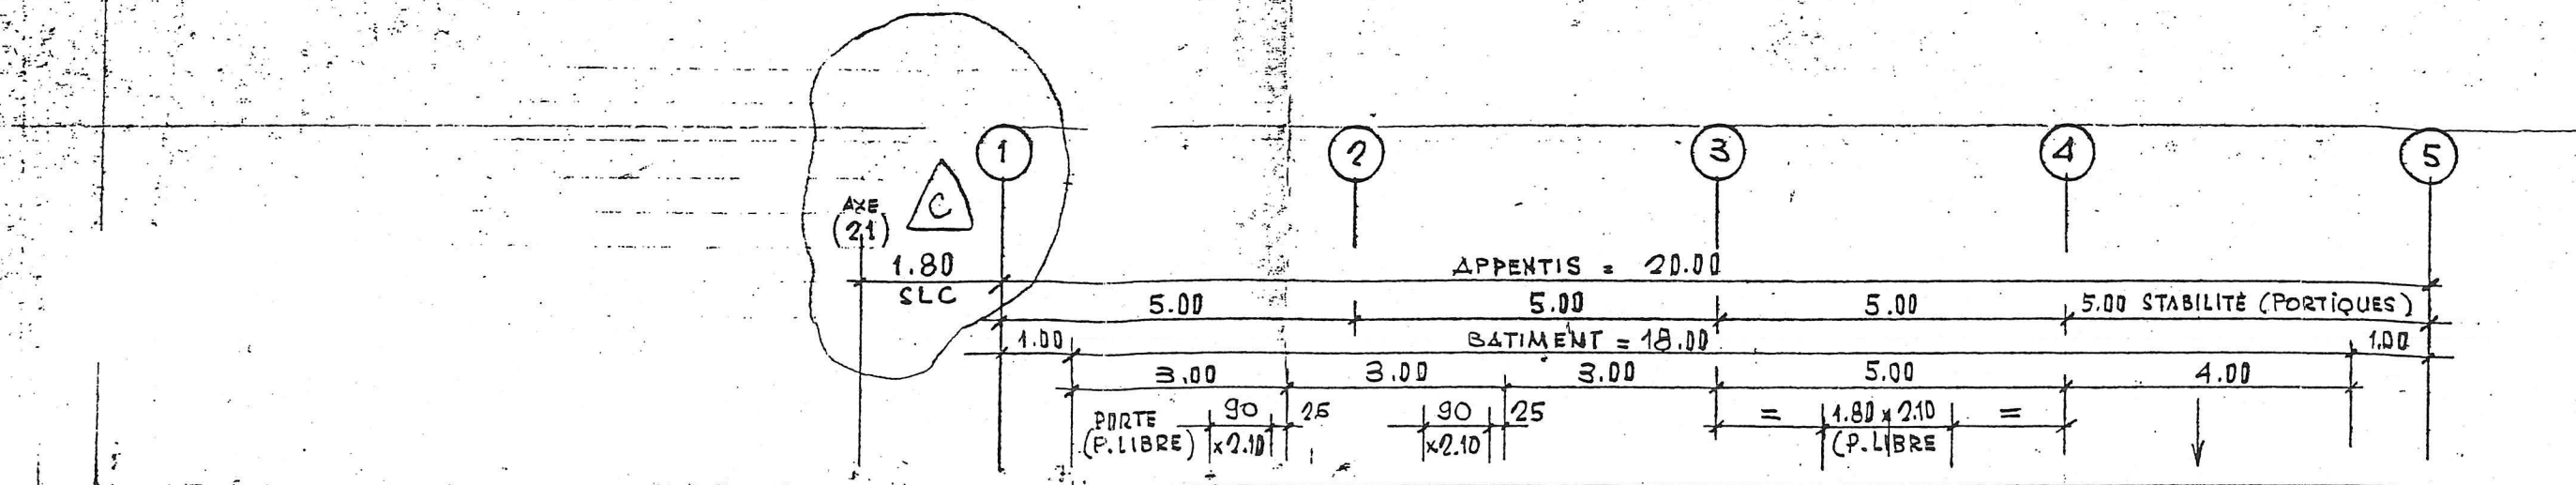 1 2 3 4 5
AXE
(21)
C
1.80
SLC
APPENTIS = 20.00
5.00 5.00 5.00 5.00 STABILITÉ (PORTIQUES)
1.00 BATIMENT = 18.00 1.00
3.00 3.00 3.00 5.00 4.00
PORTE 90 25 90 25 = 1.80 x 2.10 =
(P.LIBRE) x2.10 x2.10 (P.LIBRE